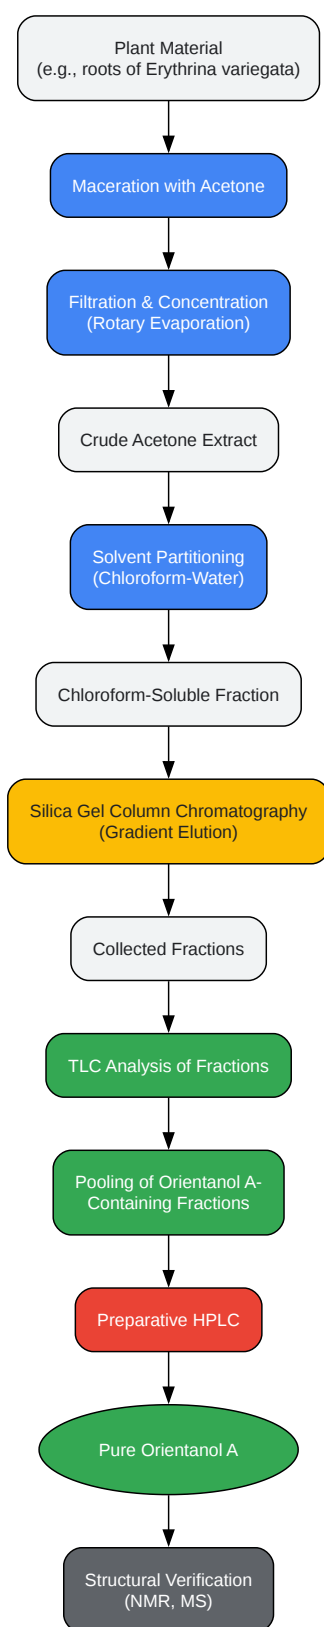 Plant Material
(e.g., roots of Erythrina variegata)
Maceration with Acetone
Filtration & Concentration
(Rotary Evaporation)
Crude Acetone Extract
Solvent Partitioning
(Chloroform-Water)
Chloroform-Soluble Fraction
Silica Gel Column Chromatography
(Gradient Elution)
Collected Fractions
TLC Analysis of Fractions
Pooling of Orientanol A-
Containing Fractions
Preparative HPLC
Pure Orientanol A
Structural Verification
(NMR, MS)